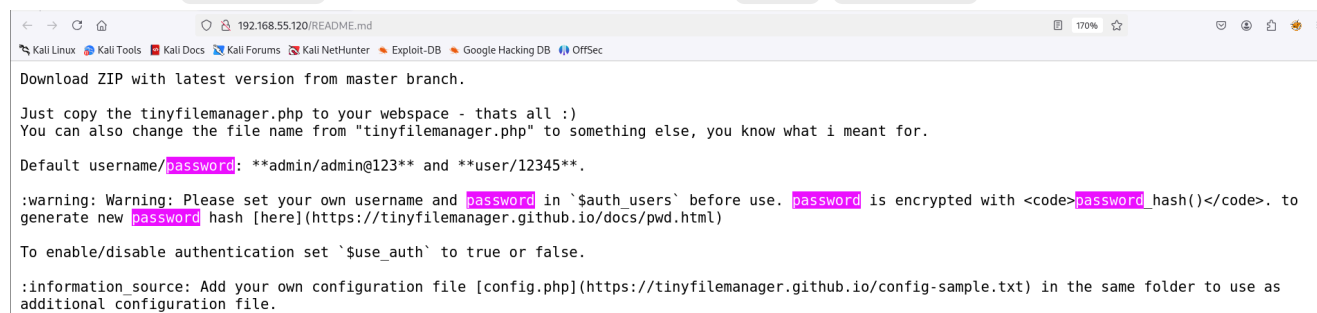 192.168.55.120/README.md
170%
Kali Linux Kali Tools Kali Docs Kali Forums Kali NetHunter Exploit-DB Google Hacking DB OffSec
Download ZIP with latest version from master branch.
Just copy the tinyfilemanager.php to your webspace - thats all :)
You can also change the file name from "tinyfilemanager.php" to something else, you know what i meant for.
Default username/password: **admin/admin@123** and **user/12345**.
:warning: Warning: Please set your own username and password in `$auth_users` before use. password is encrypted with <code>password_hash()</code>. to
generate new password hash [here](https://tinyfilemanager.github.io/docs/pwd.html)
To enable/disable authentication set `$use_auth` to true or false.
:information_source: Add your own configuration file [config.php](https://tinyfilemanager.github.io/config-sample.txt) in the same folder to use as
additional configuration file.